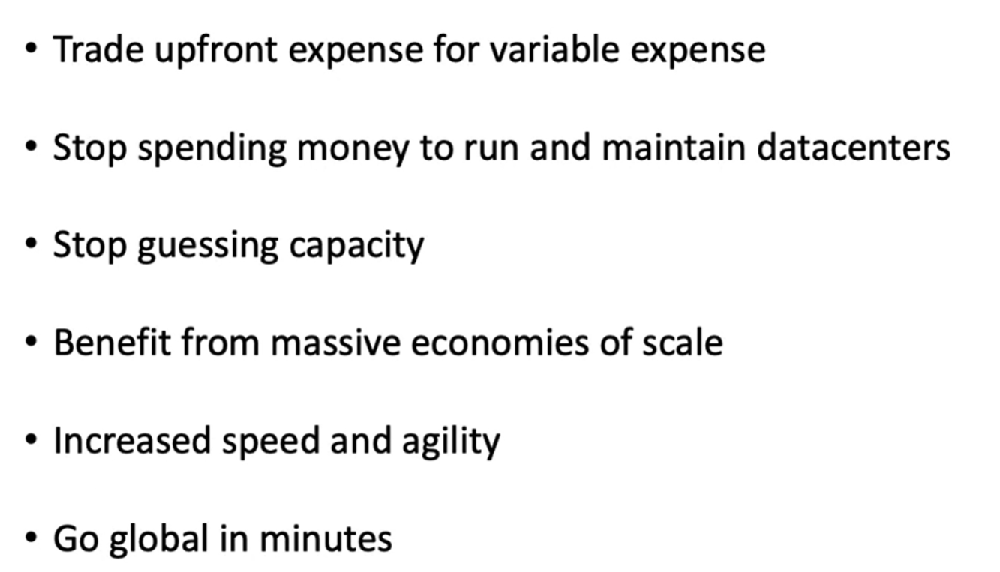 • Trade upfront expense for variable expense
• Stop spending money to run and maintain datacenters
• Stop guessing capacity
• Benefit from massive economies of scale
• Increased speed and agility
• Go global in minutes